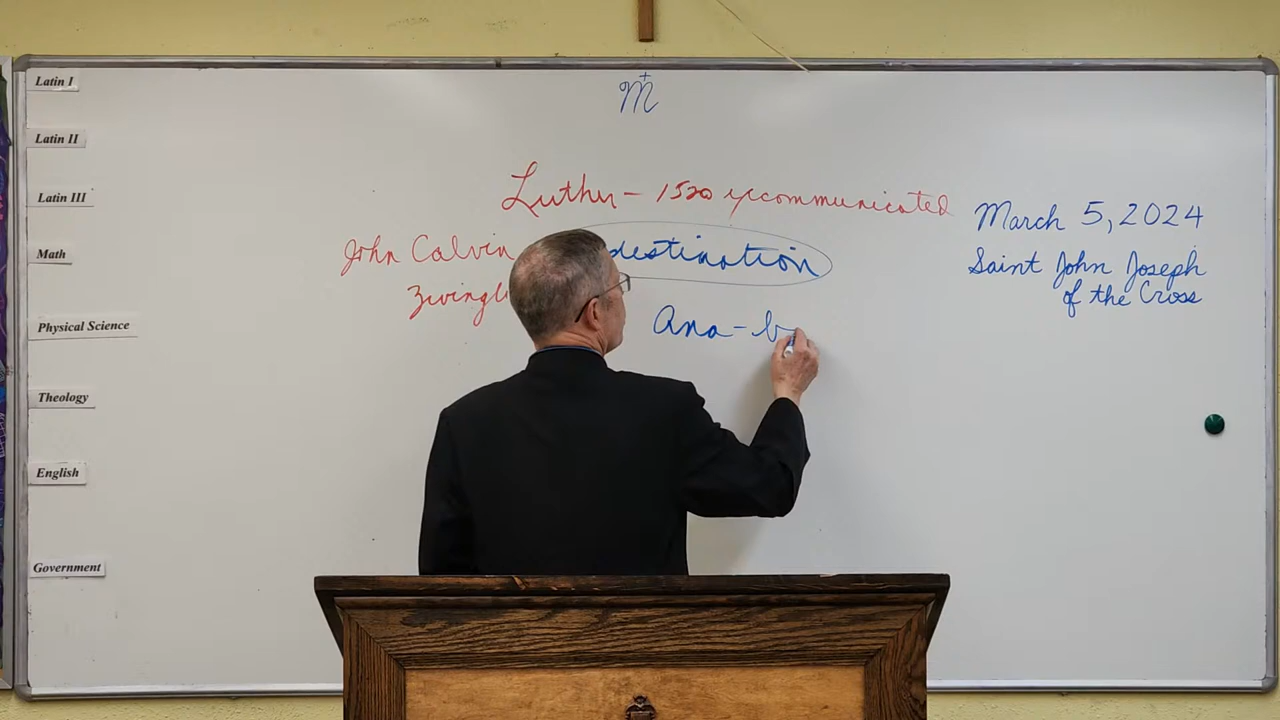 Latin I
Latin II
Latin III
Math
Physical Science
Theology
English
Government
M
Luther - 1520 excommunicated
John Calvin
destination
Zwingl
Ana-b
March 5, 2024
Saint John Joseph
of the Cross